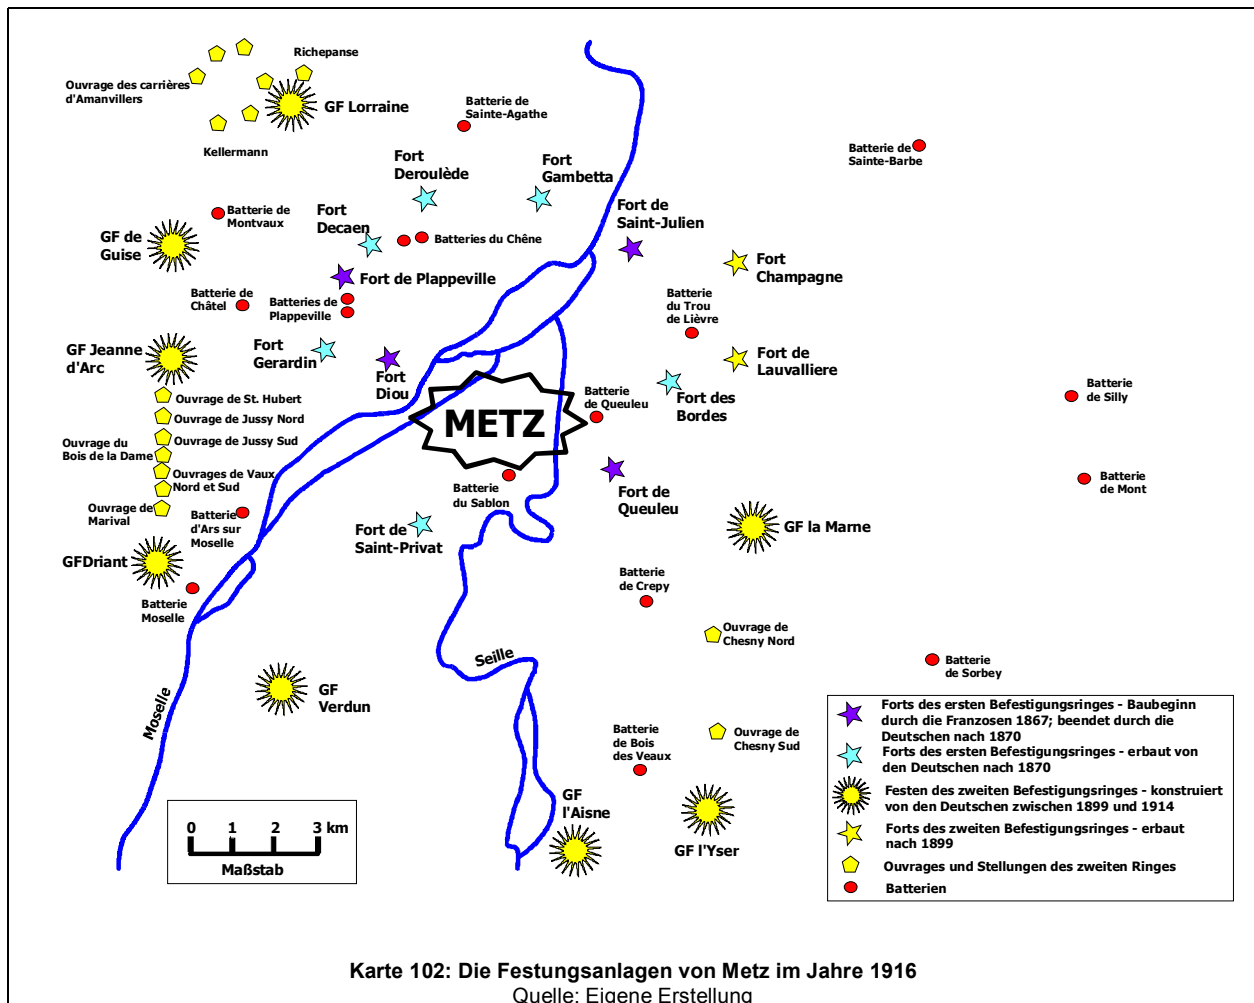 Richepanse
Ouvrage des carrières
d'Amanvillers
GF Lorraine
Kellermann
Batterie de
Sainte-Agathe
Batterie de
Sainte-Barbe
Fort
Deroulède
Fort
Gambetta
Fort de
Saint-Julien
Batterie de
Montvaux
Fort
Decaen
GF de
Guise
Batteries du Chêne
Fort
Champagne
Fort de Plappeville
Batterie de
Châtel
Batteries de
Plappeville
Batterie
du Trou
de Lièvre
GF Jeanne
d'Arc
Fort
Gerardin
Fort
Diou
Fort de
Lauvalliere
Fort des
Bordes
Batterie
de Queuleu
Batterie
de Silly
METZ
Ouvrage de St. Hubert
Ouvrage de Jussy Nord
Ouvrage de Jussy Sud
Ouvrage du
Bois de la Dame
Ouvrages de Vaux
Nord et Sud
Ouvrage de
Marival
Batterie
d'Ars sur
Moselle
Batterie
du Sablon
Fort de
Queuleu
Batterie
de Mont
Fort de
Saint-Privat
GF la Marne
GFDriant
Batterie
Moselle
Batterie
de Crepy
Ouvrage de
Chesny Nord
Seille
Batterie
de Sorbey
Moselle
GF
Verdun
Batterie
de Bois
des Veaux
Ouvrage de
Chesny Sud
GF
l'Aisne
GF l'Yser
0 1 2 3 km
Maßstab
Forts des ersten Befestigungsringes - Baubeginn
durch die Franzosen 1867; beendet durch die
Deutschen nach 1870
Forts des ersten Befestigungsringes - erbaut von
den Deutschen nach 1870
Festen des zweiten Befestigungsringes - konstruiert
von den Deutschen zwischen 1899 und 1914
Forts des zweiten Befestigungsringes - erbaut
nach 1899
Ouvrages und Stellungen des zweiten Ringes
Batterien
Karte 102: Die Festungsanlagen von Metz im Jahre 1916
Quelle: Eigene Erstellung